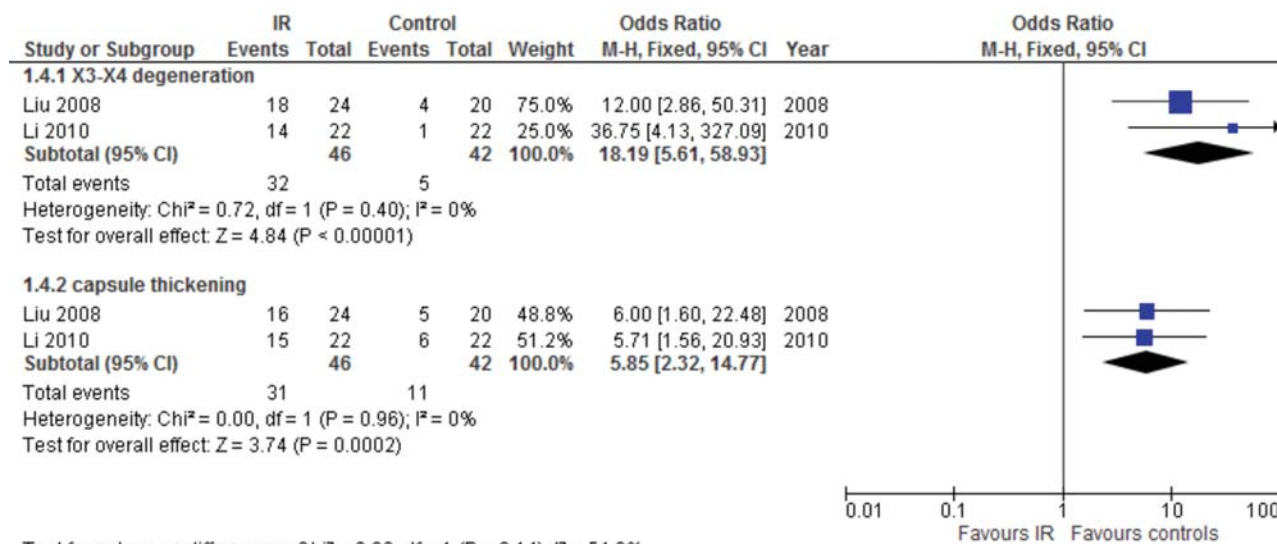 IR Control Odds Ratio Odds Ratio
Study or Subgroup Events Total Events Total Weight M-H, Fixed, 95% CI Year M-H, Fixed, 95% CI
1.4.1 X3-X4 degeneration
Liu 2008 18 24 4 20 75.0% 12.00 [2.86, 50.31] 2008
Li 2010 14 22 1 22 25.0% 36.75 [4.13, 327.09] 2010
Subtotal (95% CI) 46 42 100.0% 18.19 [5.61, 58.93]
Total events 32 5
Heterogeneity: Chi² = 0.72, df = 1 (P = 0.40); I² = 0%
Test for overall effect: Z = 4.84 (P < 0.00001)
1.4.2 capsule thickening
Liu 2008 16 24 5 20 48.8% 6.00 [1.60, 22.48] 2008
Li 2010 15 22 6 22 51.2% 5.71 [1.56, 20.93] 2010
Subtotal (95% CI) 46 42 100.0% 5.85 [2.32, 14.77]
Total events 31 11
Heterogeneity: Chi² = 0.00, df = 1 (P = 0.96); I² = 0%
Test for overall effect: Z = 3.74 (P = 0.0002)
0.01 0.1 1 10 100
Favours IR Favours controls